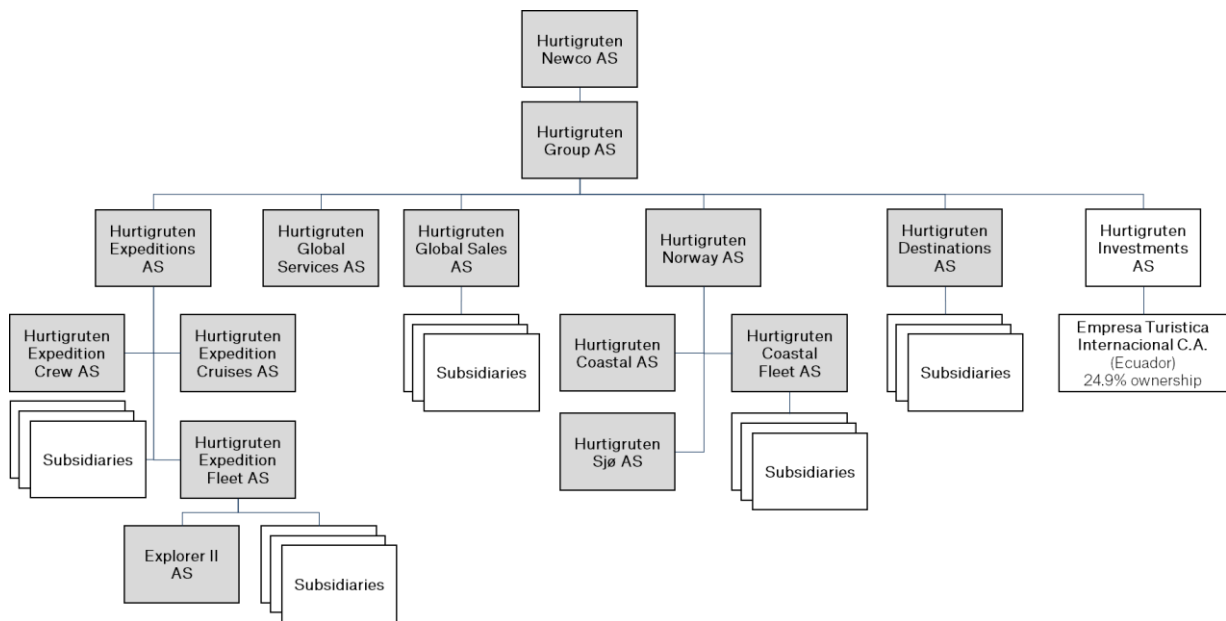 Hurtigruten
Newco AS
Hurtigruten
Group AS
Hurtigruten
Expeditions
AS
Hurtigruten
Global
Services AS
Hurtigruten
Global Sales
AS
Hurtigruten
Norway AS
Hurtigruten
Destinations
AS
Hurtigruten
Investments
AS
Hurtigruten
Expedition
Crew AS
Hurtigruten
Expedition
Cruises AS
Subsidiaries
Hurtigruten
Coastal AS
Hurtigruten
Coastal
Fleet AS
Subsidiaries
Empresa Turistica
Internacional C.A.
(Ecuador)
24.9% ownership
Subsidiaries
Hurtigruten
Expedition
Fleet AS
Hurtigruten
Sjø AS
Subsidiaries
Explorer II
AS
Subsidiaries